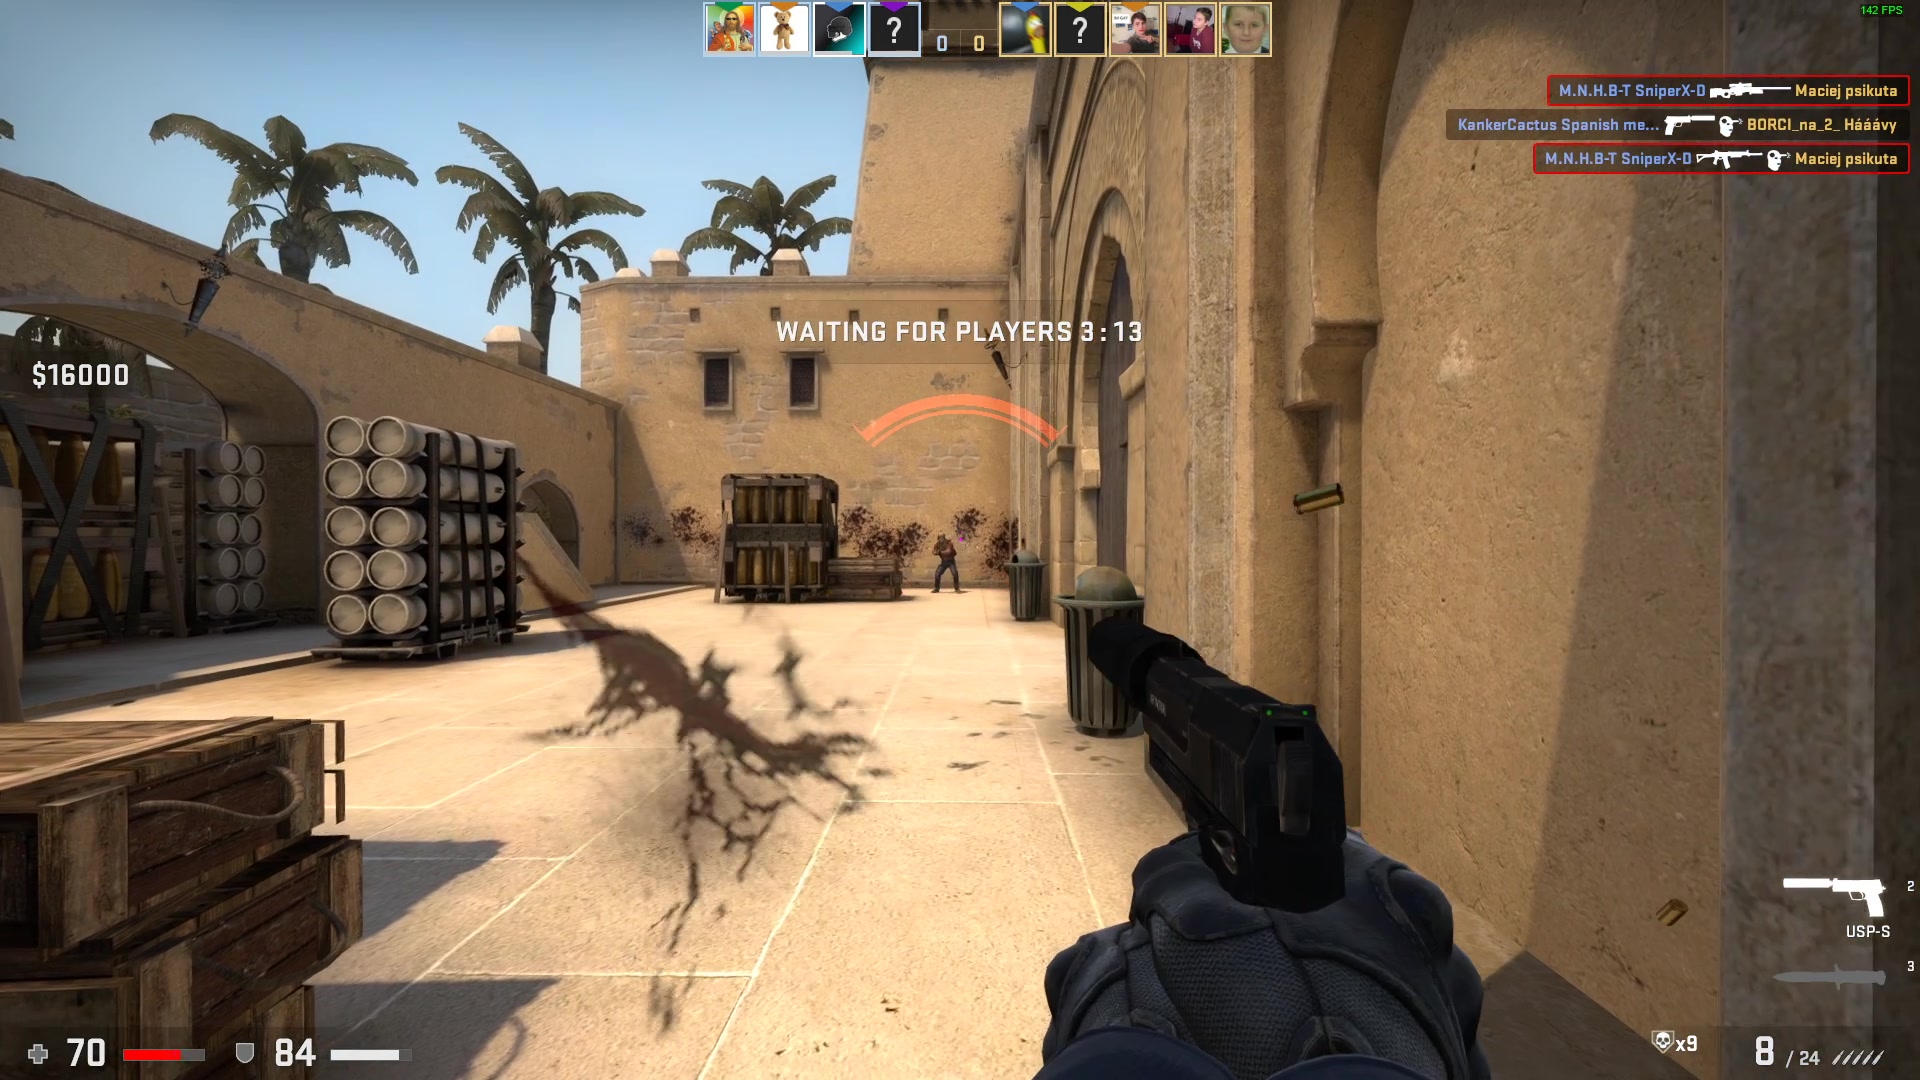 142 FPS
? 0 0 ?
M.N.H.B-T SniperX-D Maciej psikuta
KankerCactus Spanish me... BORCI_na_2_ Hááávy
M.N.H.B-T SniperX-D Maciej psikuta
WAITING FOR PLAYERS 3:13
$16000
2
USP-S
3
70 84
x9 8 / 24